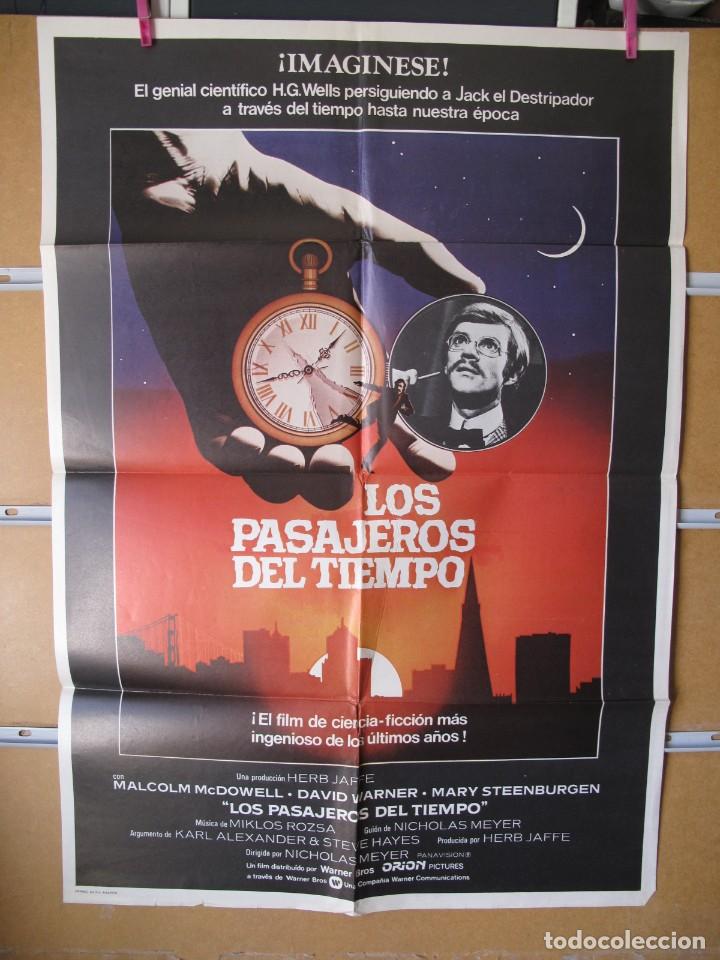 ¡IMAGINESE!
El genial científico H.G. Wells persiguiendo a Jack el Destripador
a través del tiempo hasta nuestra época
XII
LOS
PASAJEROS
DEL TIEMPO
¡El film de ciencia-ficción más
ingenioso de los últimos años!
Una producción HERB JAFFE
con MALCOLM McDOWELL · DAVID WARNER · MARY STEENBURGEN
"LOS PASAJEROS DEL TIEMPO"
Música de MIKLOS ROZSA Guión de NICHOLAS MEYER
Argumento de KARL ALEXANDER & STEVE HAYES Producida por HERB JAFFE
Dirigida por NICHOLAS MEYER PANAVISION®
Un film distribuido por Warner Bros ORION PICTURES
a través de Warner Bros Una Compañía Warner Communications
todocoleccion